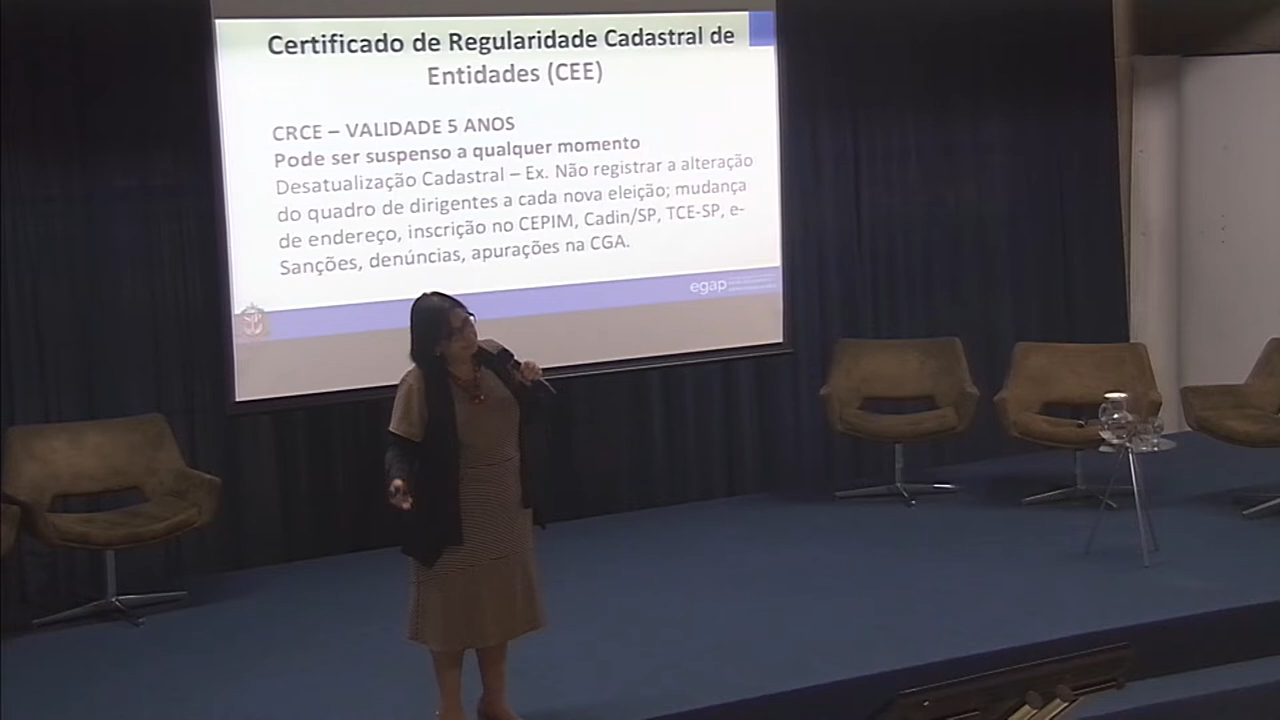 Certificado de Regularidade Cadastral de
Entidades (CEE)
CRCE – VALIDADE 5 ANOS
Pode ser suspenso a qualquer momento
Desatualização Cadastral – Ex. Não registrar a alteração
do quadro de dirigentes a cada nova eleição; mudança
de endereço, inscrição no CEPIM, Cadin/SP, TCE-SP, e-
Sanções, denúncias, apurações na CGA.
egap